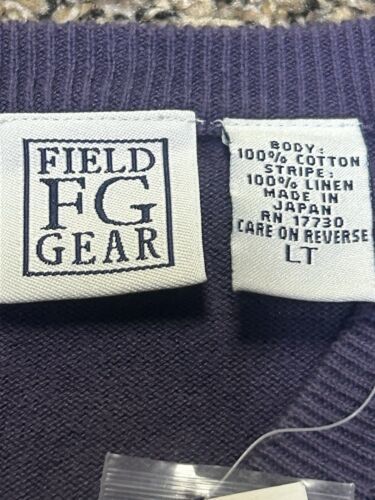 FIELD
FG
GEAR
BODY:
100% COTTON
STRIPE:
100% LINEN
MADE IN
JAPAN
RN 17730
CARE ON REVERSE
LT